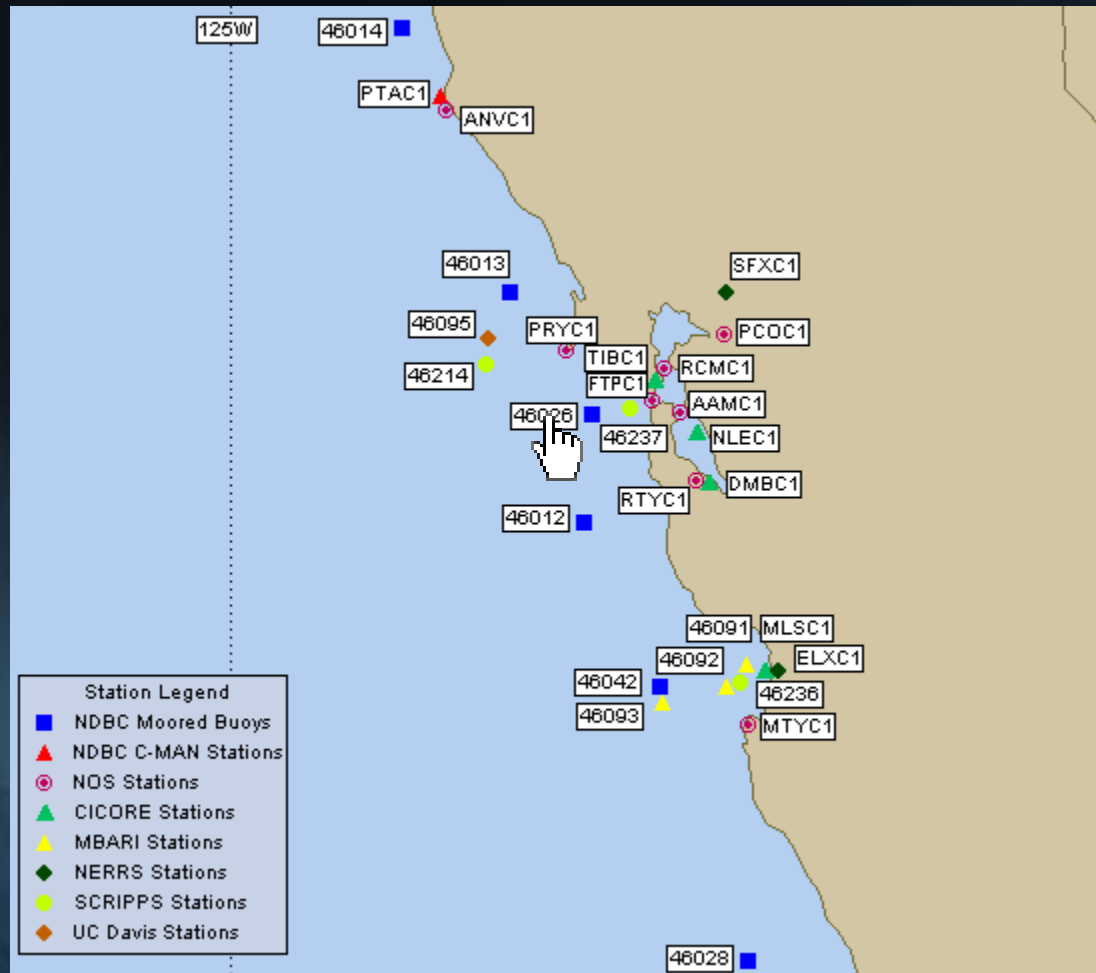 125W
46014
PTAC1
ANVC1
46013
SFXC1
46095
PRYC1
PCOC1
TIBC1
46214
RCMC1
FTPC1
46026
AAMC1
46237
NLEC1
RTYC1
DMBC1
46012
46091
MLSC1
46092
ELXC1
46042
46236
46093
MTYC1
46028
Station Legend
NDBC Moored Buoys
NDBC C-MAN Stations
NOS Stations
CICORE Stations
MBARI Stations
NERRS Stations
SCRIPPS Stations
UC Davis Stations